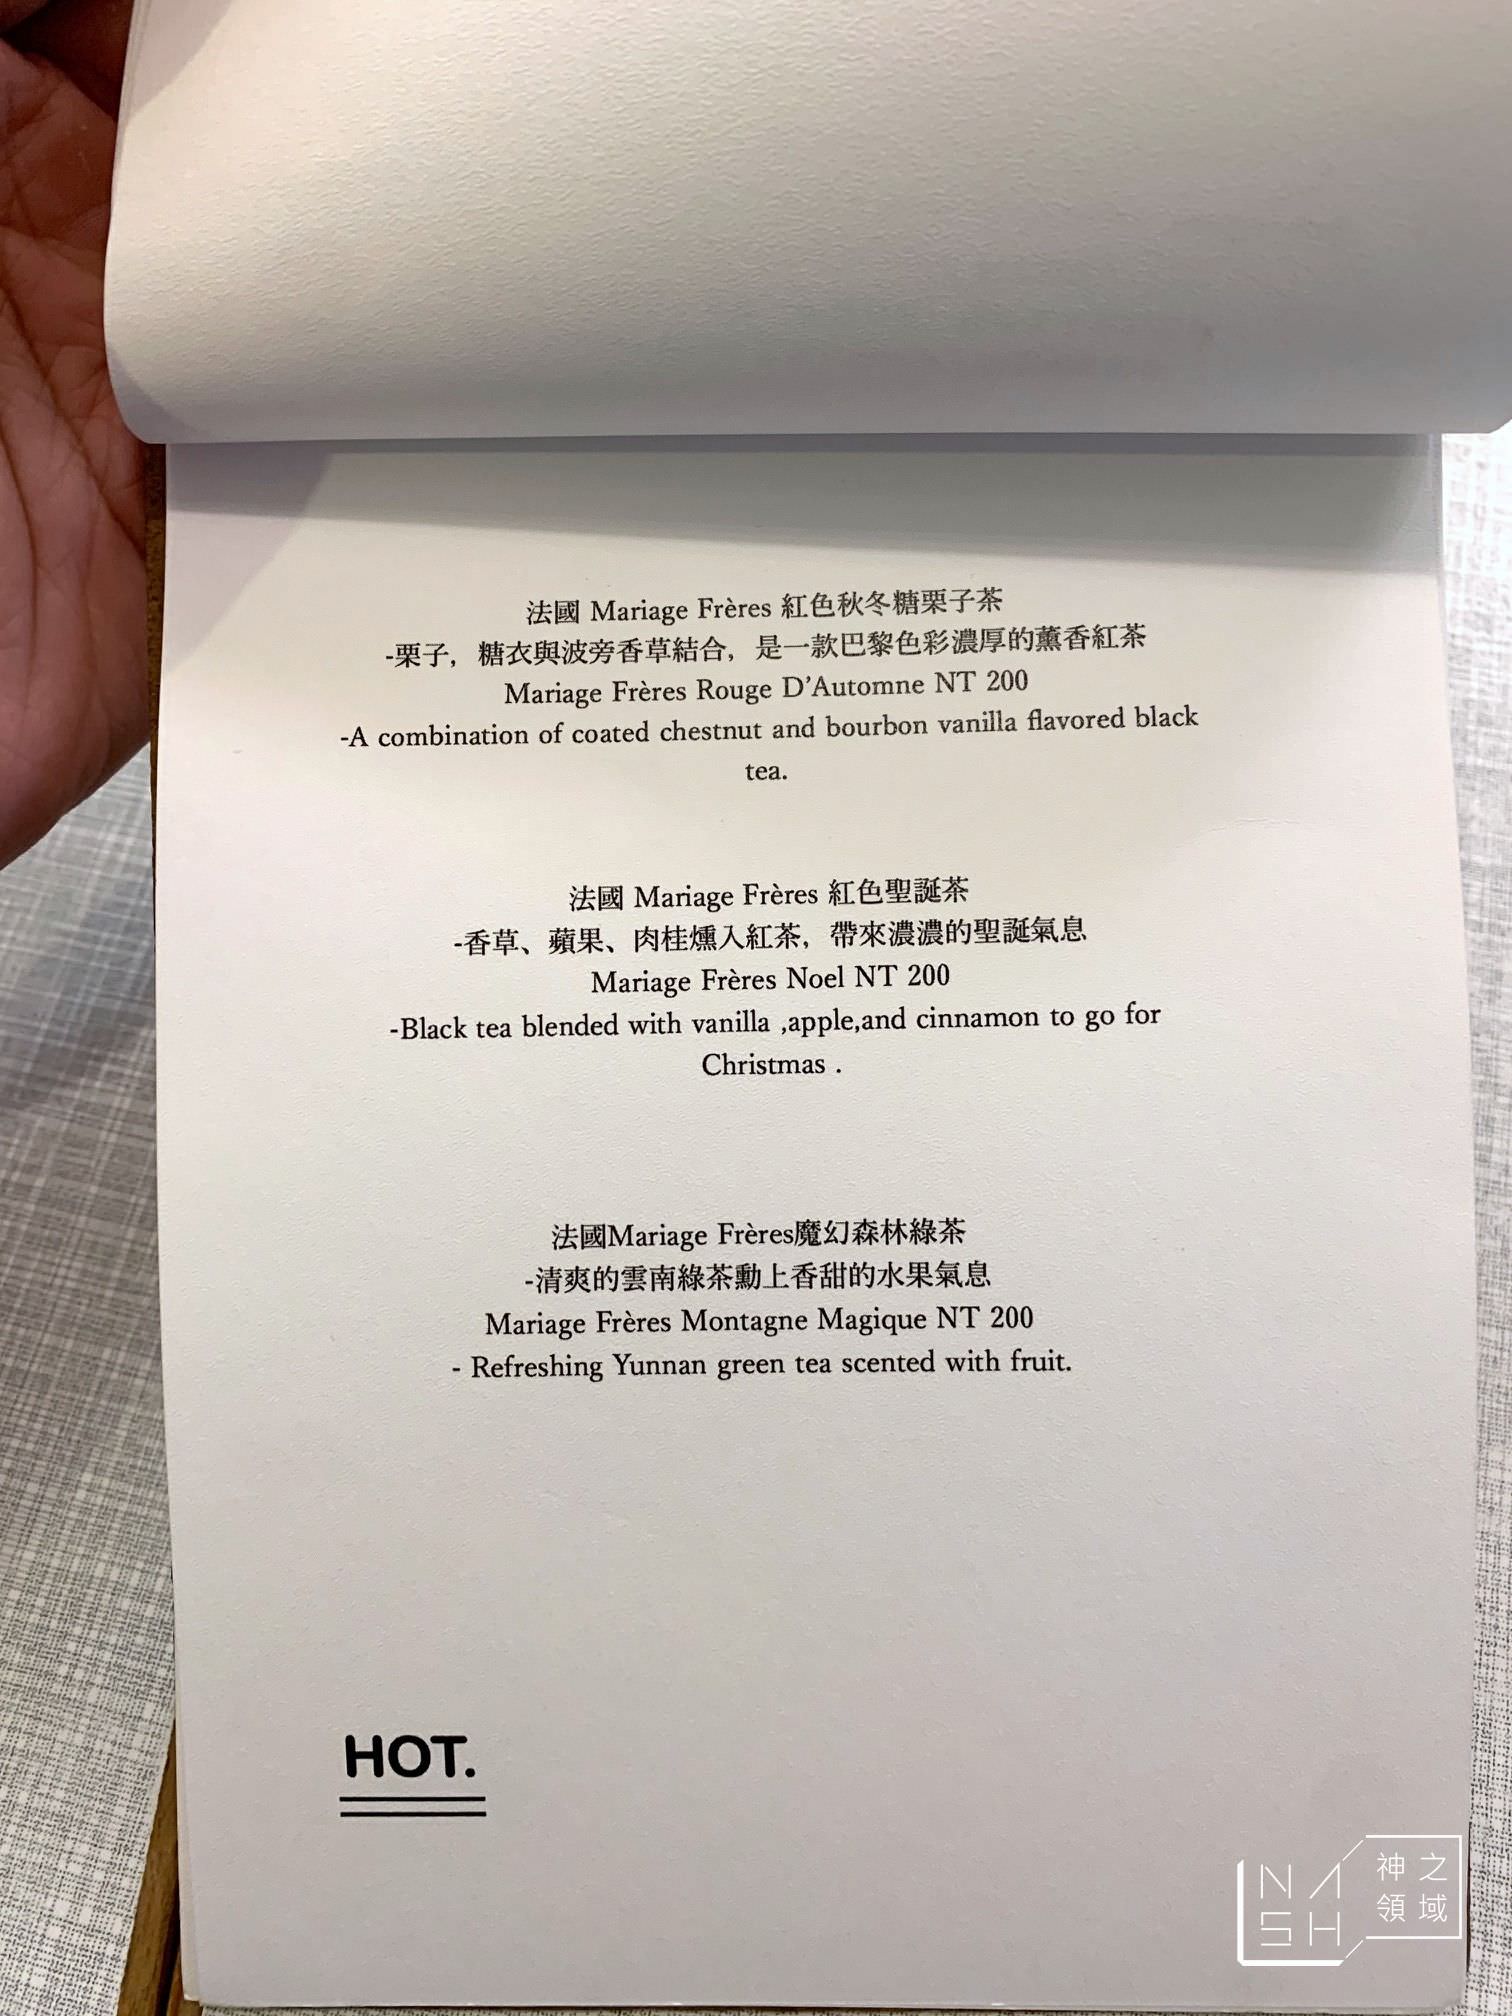 法國 Mariage Frères 紅色秋冬糖栗子茶
-栗子，糖衣與波旁香草結合，是一款巴黎色彩濃厚的薰香紅茶
Mariage Frères Rouge D’Automne NT 200
-A combination of coated chestnut and bourbon vanilla flavored black
tea.
法國 Mariage Frères 紅色聖誕茶
-香草、蘋果、肉桂燻入紅茶，帶來濃濃的聖誕氣息
Mariage Frères Noel NT 200
-Black tea blended with vanilla ,apple,and cinnamon to go for
Christmas .
法國Mariage Frères魔幻森林綠茶
-清爽的雲南綠茶勳上香甜的水果氣息
Mariage Frères Montagne Magique NT 200
- Refreshing Yunnan green tea scented with fruit.
HOT.
NASH
神之
領域